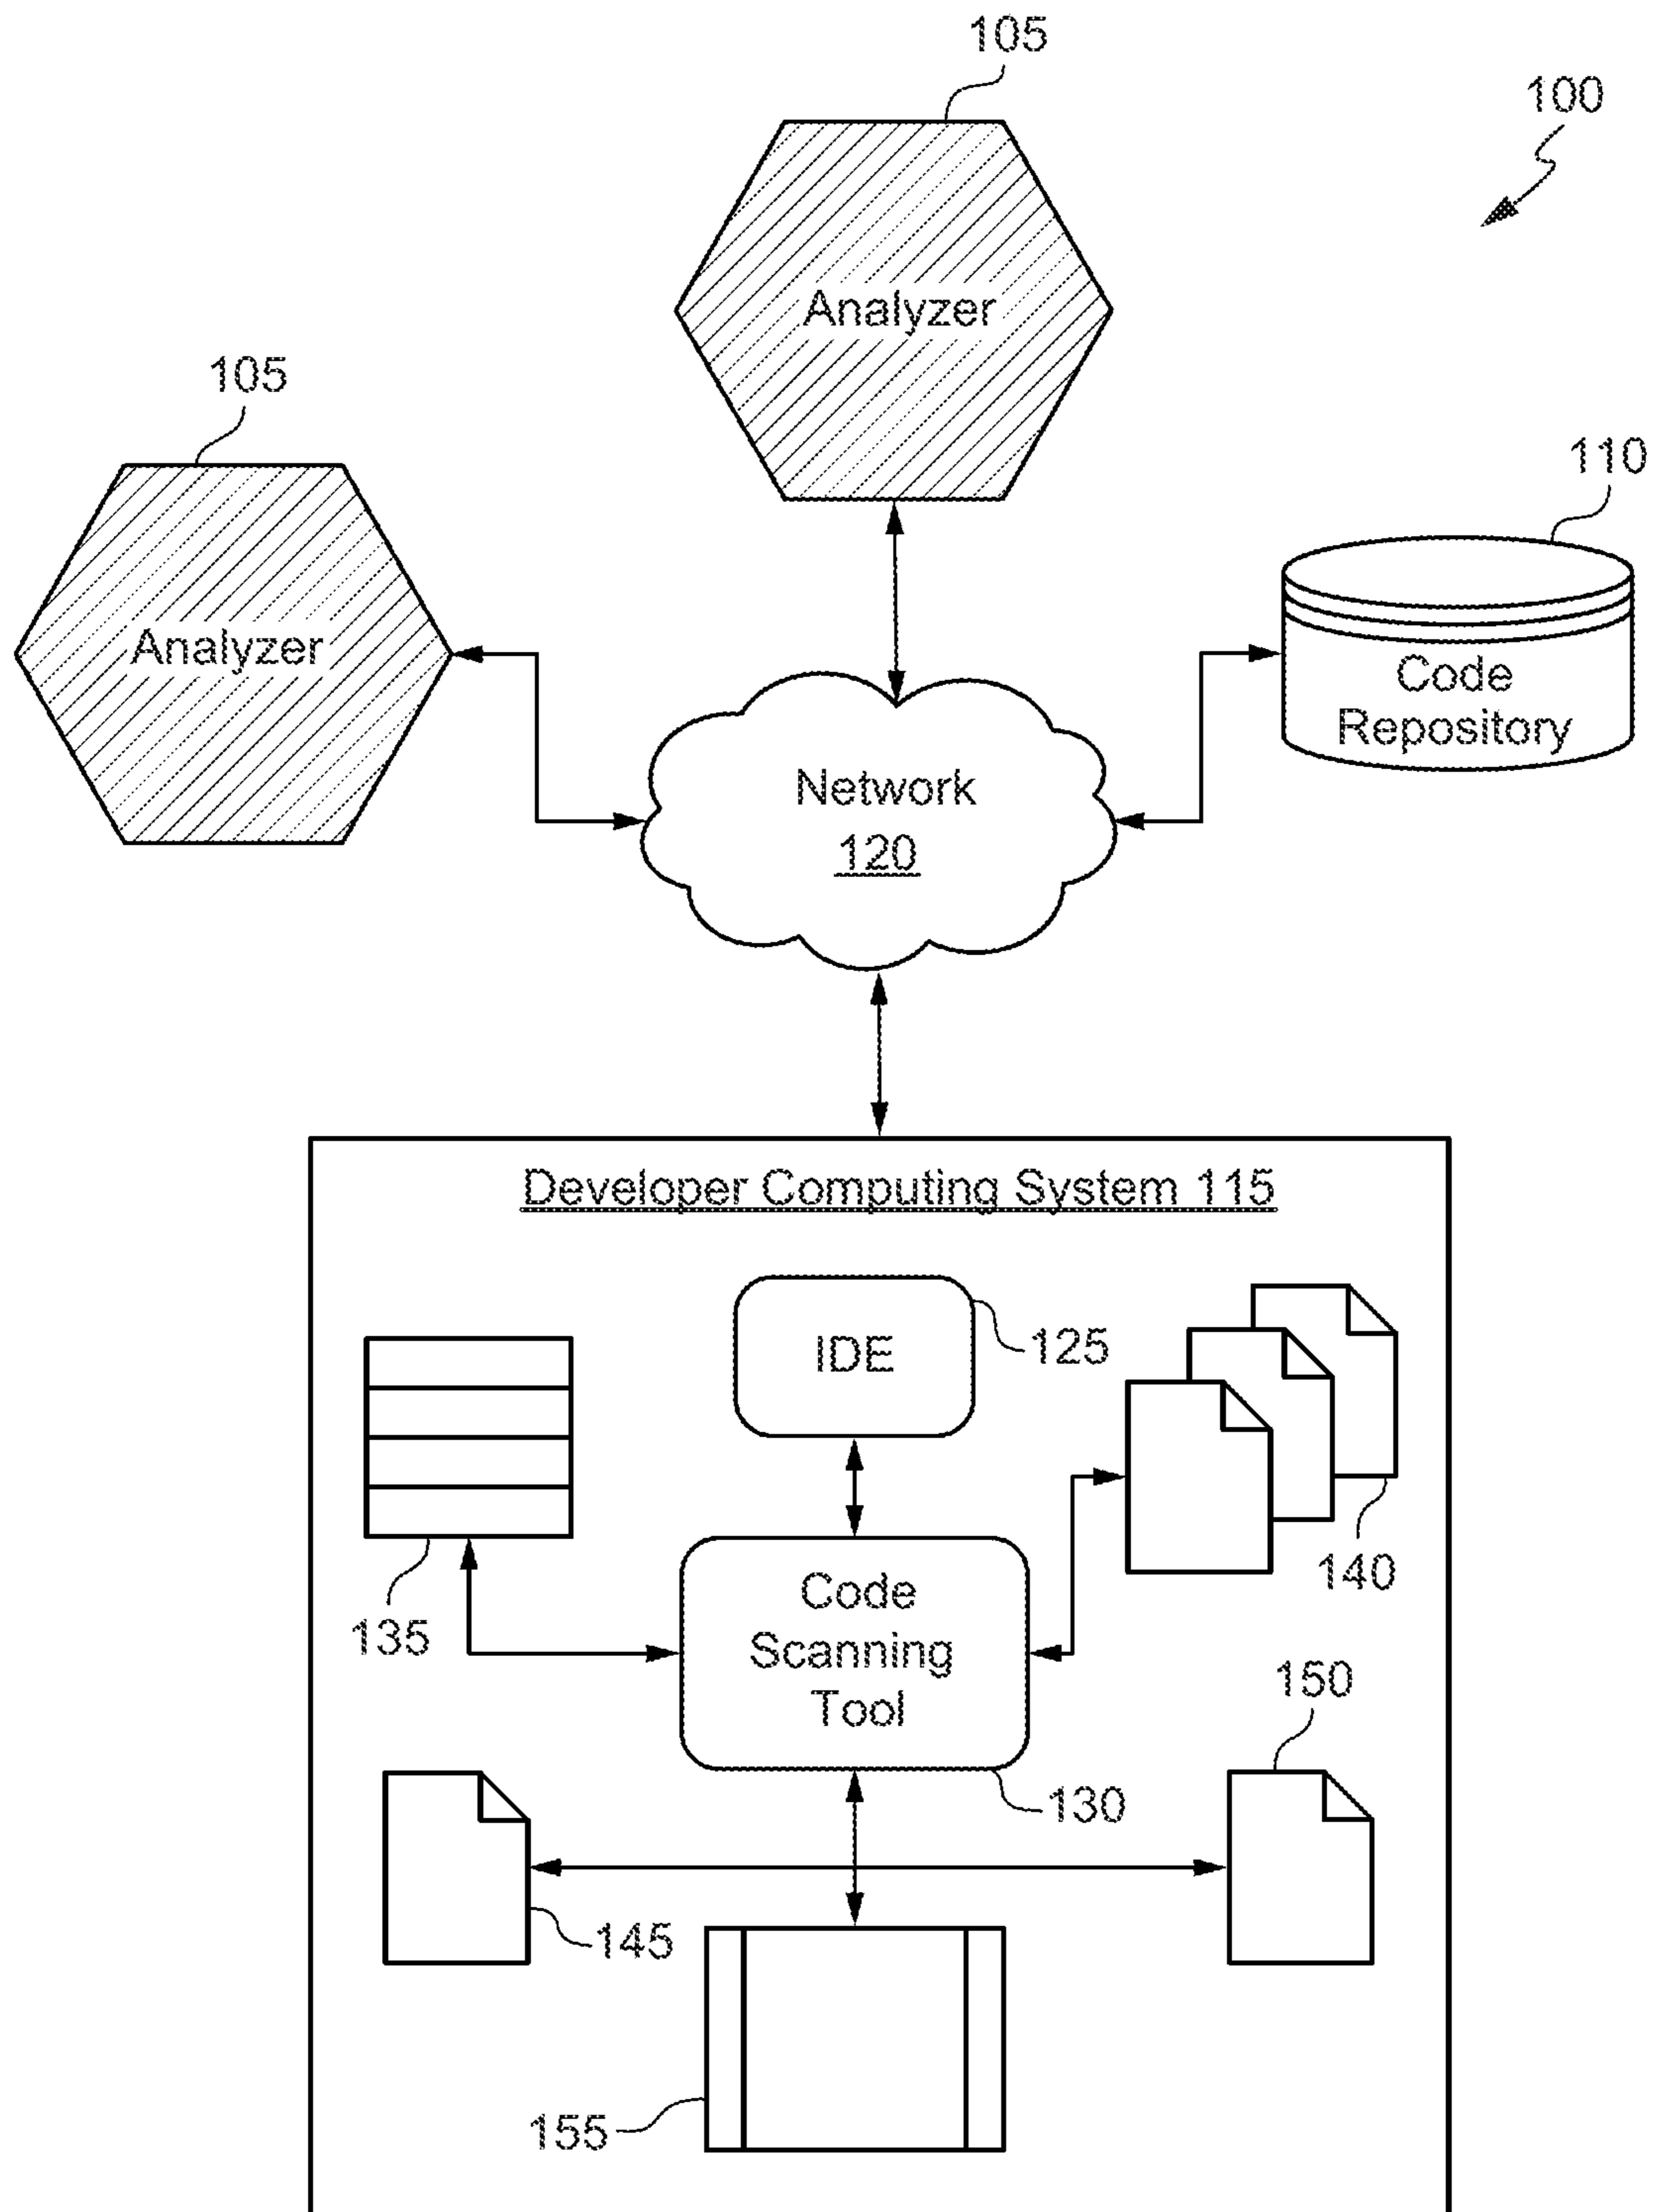 105
100
Analyzer
105
110
Analyzer
Code
Repository
Network
120
Developer Computing System 115
IDE
125
140
135
Code
Scanning
Tool
150
130
145
155